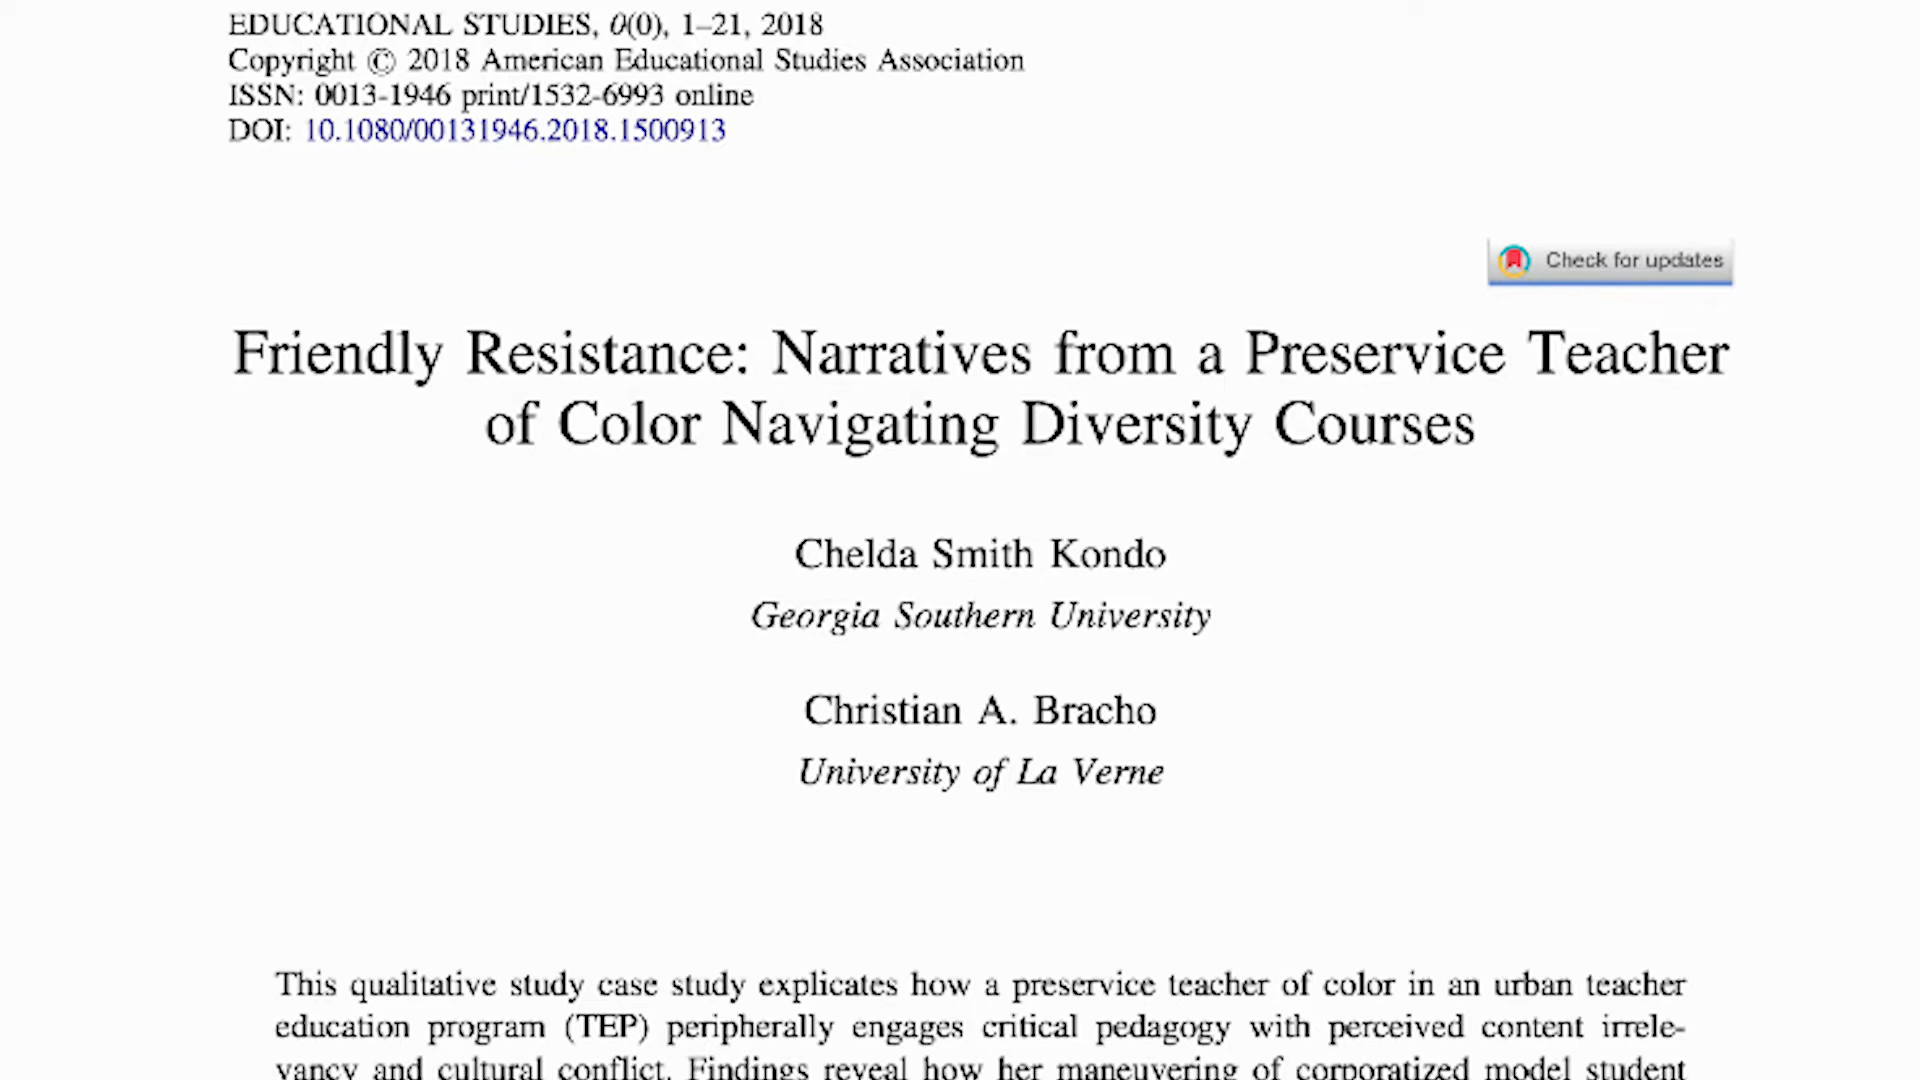 EDUCATIONAL STUDIES, 0(0), 1–21, 2018
Copyright © 2018 American Educational Studies Association
ISSN: 0013-1946 print/1532-6993 online
DOI: 10.1080/00131946.2018.1500913
Check for updates
Friendly Resistance: Narratives from a Preservice Teacher
of Color Navigating Diversity Courses
Chelda Smith Kondo
Georgia Southern University
Christian A. Bracho
University of La Verne
This qualitative study case study explicates how a preservice teacher of color in an urban teacher
education program (TEP) peripherally engages critical pedagogy with perceived content irrele-
vancy and cultural conflict. Findings reveal how her maneuvering of corporatized model student